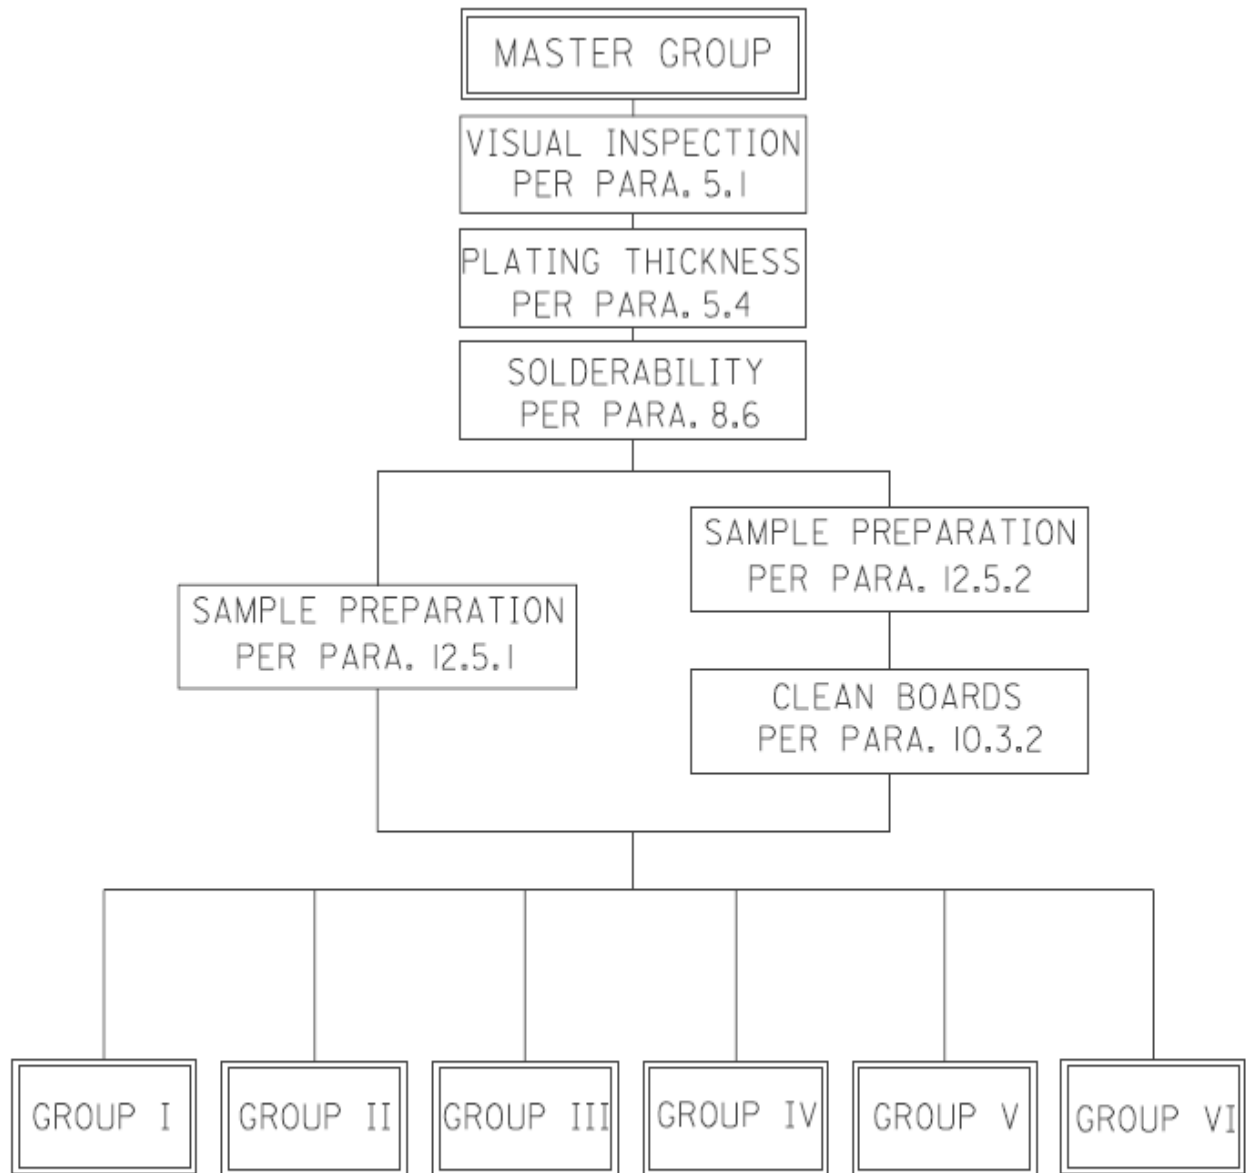 MASTER GROUP
VISUAL INSPECTION
PER PARA. 5.1
PLATING THICKNESS
PER PARA. 5.4
SOLDERABILITY
PER PARA. 8.6
SAMPLE PREPARATION
PER PARA. 12.5.2
SAMPLE PREPARATION
PER PARA. 12.5.1
CLEAN BOARDS
PER PARA. 10.3.2
GROUP I
GROUP II
GROUP III
GROUP IV
GROUP V
GROUP VI